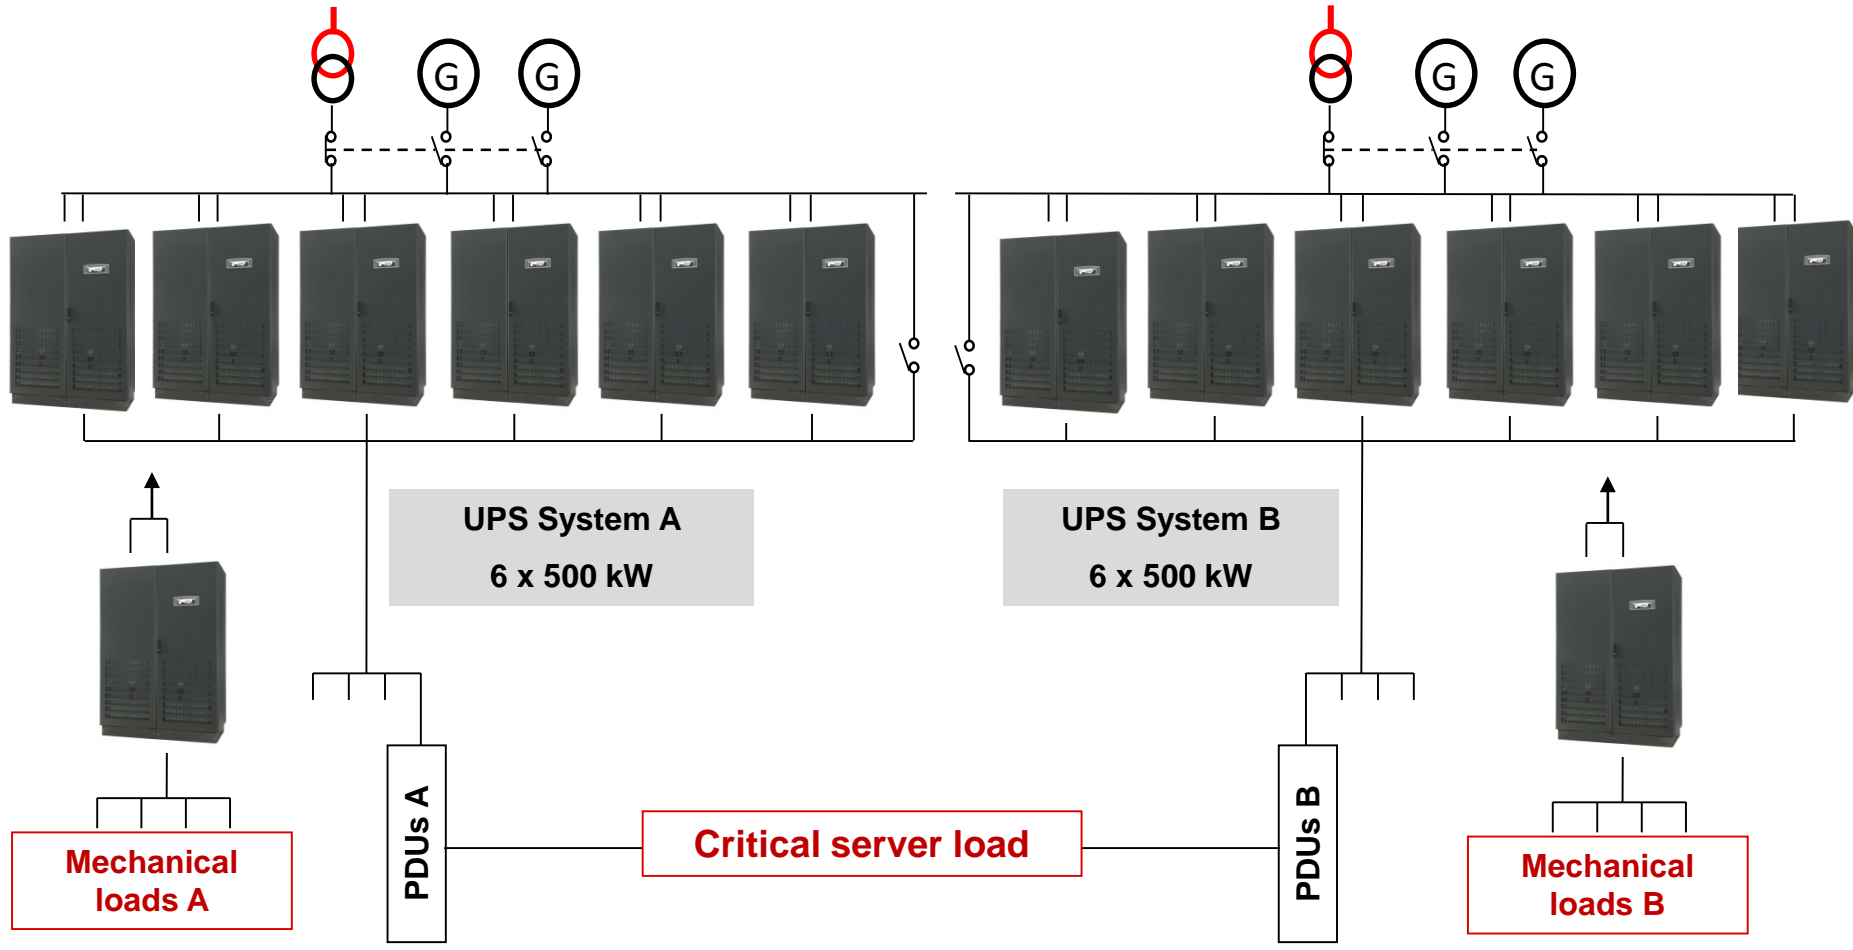 G G
G G
UPS System A
6 x 500 kW
UPS System B
6 x 500 kW
PDUs A
PDUs B
Critical server load
Mechanical
loads A
Mechanical
loads B